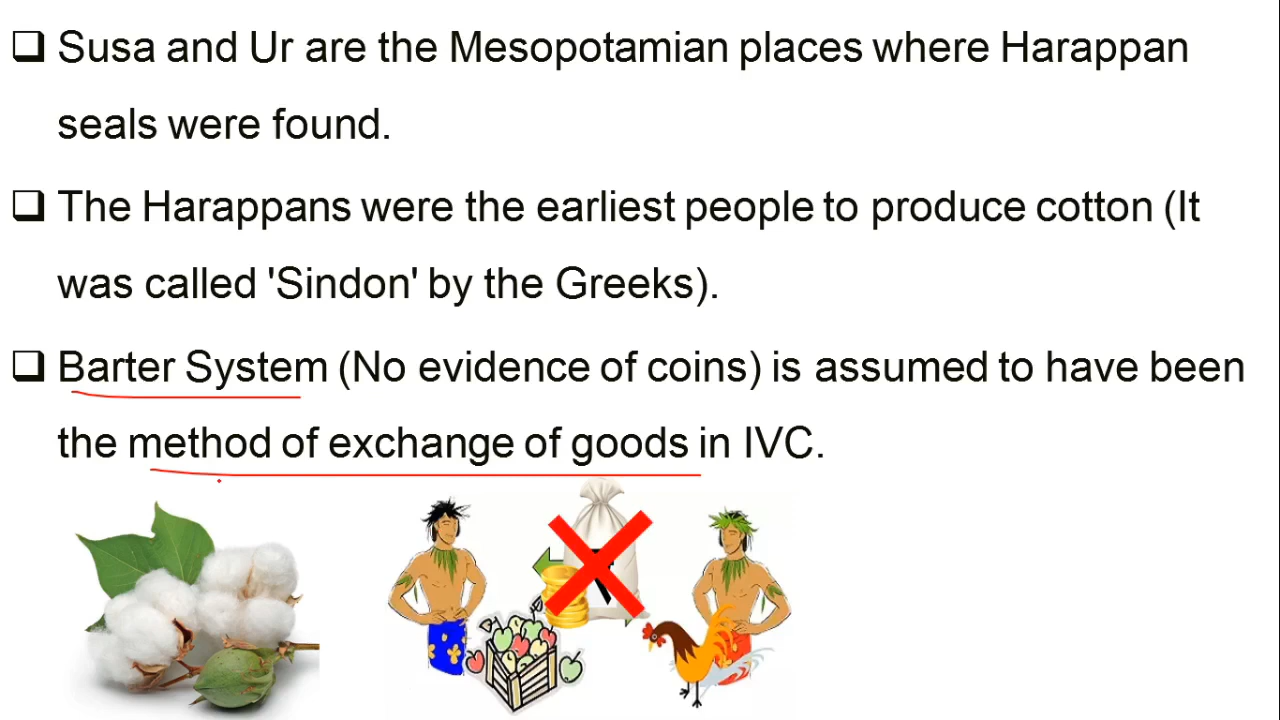 ❑ Susa and Ur are the Mesopotamian places where Harappan
seals were found.
❑ The Harappans were the earliest people to produce cotton (It
was called 'Sindon' by the Greeks).
❑ Barter System (No evidence of coins) is assumed to have been
the method of exchange of goods in IVC.